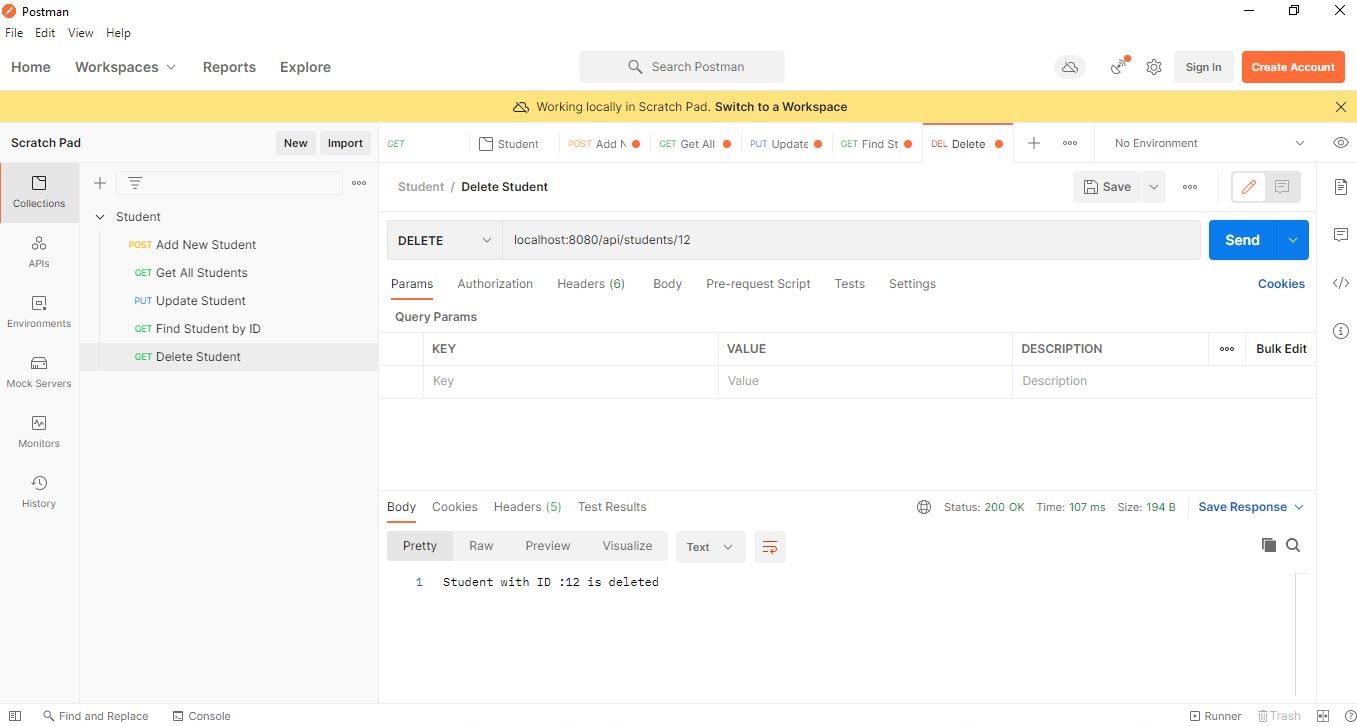 Postman
File Edit View Help
Home Workspaces Reports Explore Search Postman Sign In Create Account
Working locally in Scratch Pad. Switch to a Workspace
Scratch Pad New Import GET Student POST Add N GET Get All PUT Update GET Find St DEL Delete No Environment
Student / Delete Student Save
Collections
Student
DELETE localhost:8080/api/students/12 Send
POST Add New Student
APIs
GET Get All Students
Params Authorization Headers (6) Body Pre-request Script Tests Settings Cookies
PUT Update Student
Query Params
Environments
GET Find Student by ID
KEY VALUE DESCRIPTION Bulk Edit
GET Delete Student
Key Value Description
Mock Servers
Monitors
History
Body Cookies Headers (5) Test Results Status: 200 OK Time: 107 ms Size: 194 B Save Response
Pretty Raw Preview Visualize Text
1 Student with ID :12 is deleted
Find and Replace Console Runner Trash